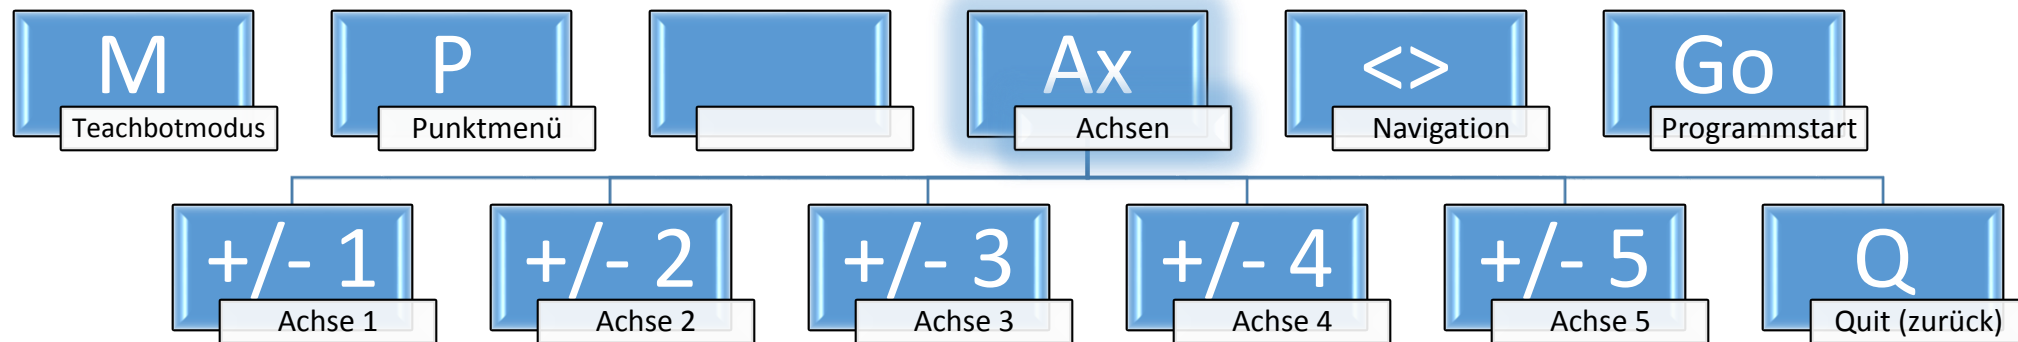 M P Ax <> Go
Teachbotmodus Punktmenü Achsen Navigation Programmstart
+/- 1 +/- 2 +/- 3 +/- 4 +/- 5 Q
Achse 1 Achse 2 Achse 3 Achse 4 Achse 5 Quit (zurück)